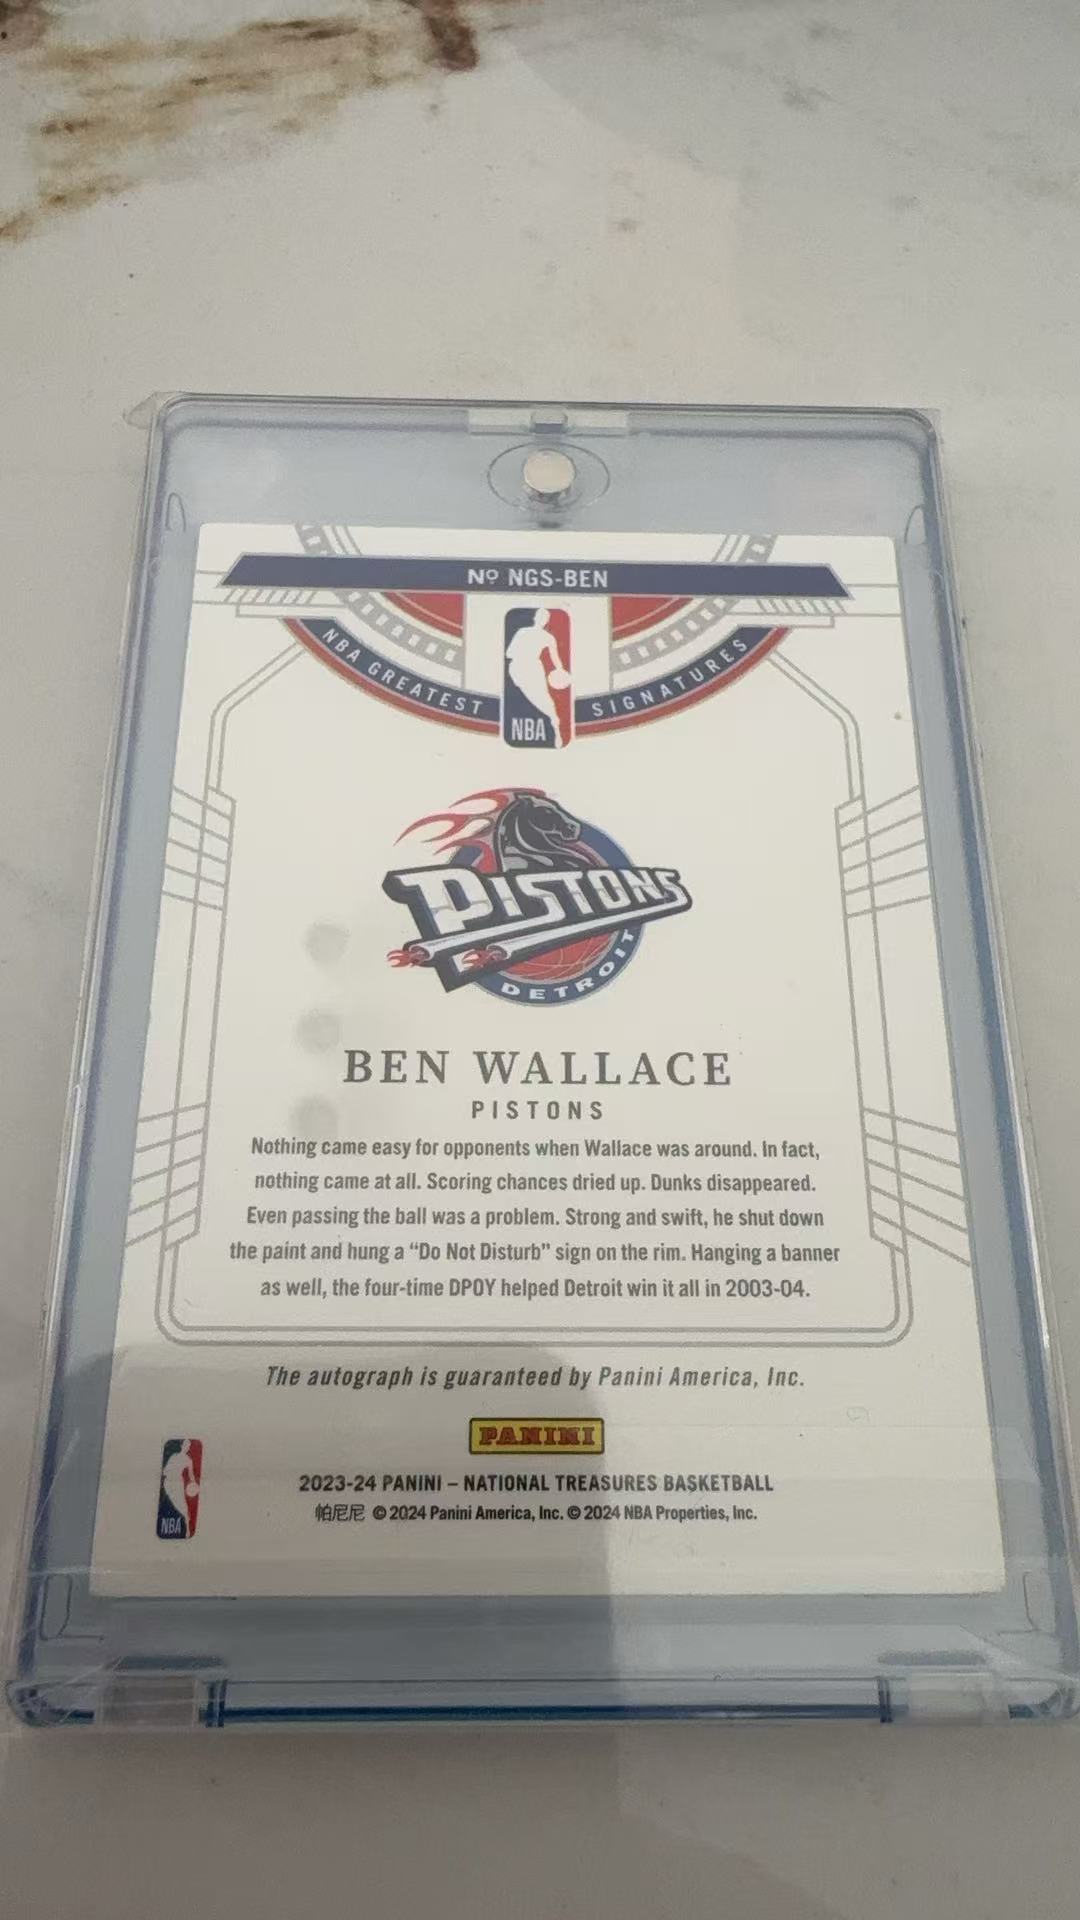 Nº NGS-BEN
NBA GREATEST SIGNATURES
NBA
PISTONS
DETROIT
BEN WALLACE
PISTONS
Nothing came easy for opponents when Wallace was around. In fact,
nothing came at all. Scoring chances dried up. Dunks disappeared.
Even passing the ball was a problem. Strong and swift, he shut down
the paint and hung a “Do Not Disturb” sign on the rim. Hanging a banner
as well, the four-time DPOY helped Detroit win it all in 2003-04.
The autograph is guaranteed by Panini America, Inc.
PANINI
2023-24 PANINI – NATIONAL TREASURES BASKETBALL
帕尼尼 © 2024 Panini America, Inc. © 2024 NBA Properties, Inc.
NBA